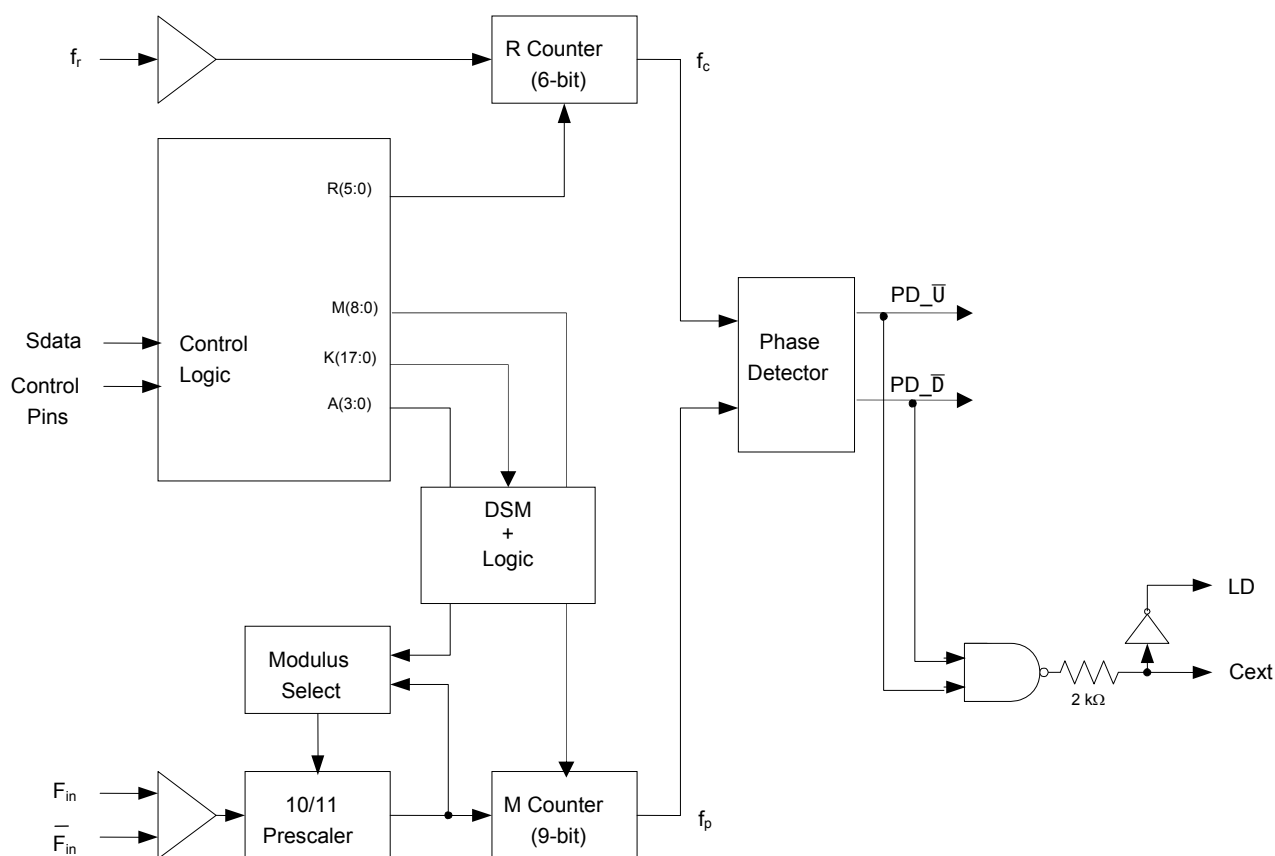 fr
R Counter
(6-bit)
fc
R(5:0)
M(8:0)
K(17:0)
A(3:0)
Sdata
Control
Pins
Control
Logic
Phase
Detector
PD_U̅
PD_D̅
DSM
+
Logic
LD
Cext
2 kΩ
Modulus
Select
Fin
F̅in
10/11
Prescaler
M Counter
(9-bit)
fp